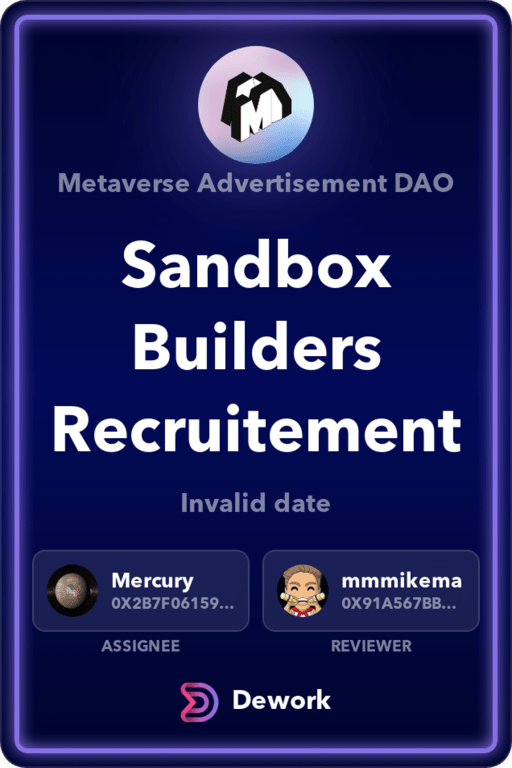 M
Metaverse Advertisement DAO
Sandbox
Builders
Recruitement
Invalid date
Mercury
0X2B7F06159...
mmmikema
0X91A567BB...
ASSIGNEE
REVIEWER
Dework